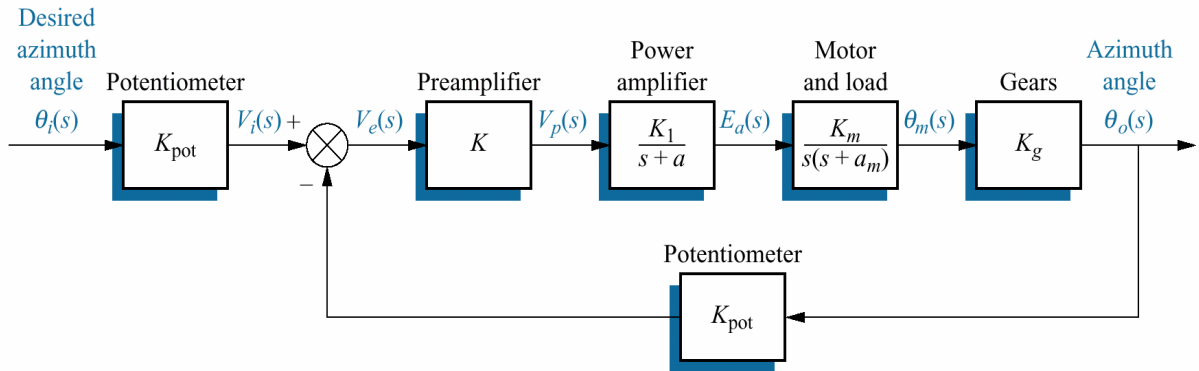 Desired
azimuth
angle
θi(s)
Potentiometer
Kpot
Vi(s) +
−
Ve(s)
Preamplifier
K
Vp(s)
Power
amplifier
K1
s + a
Ea(s)
Motor
and load
Km
s(s + am)
θm(s)
Gears
Kg
Azimuth
angle
θo(s)
Potentiometer
Kpot